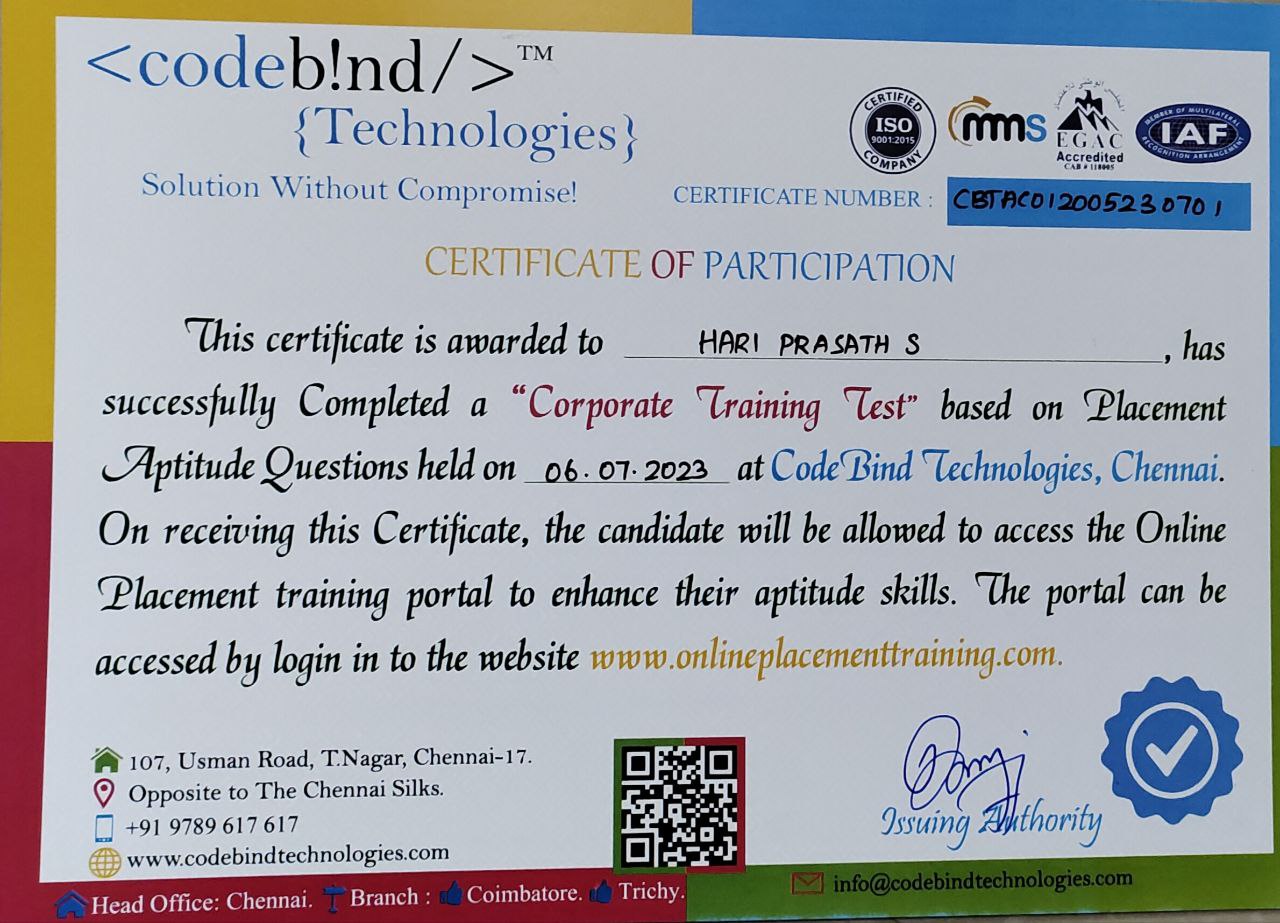 <codeb!nd/>™
{Technologies}
Solution Without Compromise!
CERTIFIED
ISO
9001:2015
COMPANY
mms
EGAC
Accredited
CAB # 118005
MEMBER OF MULTILATERAL
IAF
RECOGNITION ARRANGEMENT
CERTIFICATE NUMBER : CBTAC012005230701
CERTIFICATE OF PARTICIPATION
This certificate is awarded to HARI PRASATH S, has
successfully Completed a “Corporate Training Test” based on Placement
Aptitude Questions held on 06.07.2023 at CodeBind Technologies, Chennai.
On receiving this Certificate, the candidate will be allowed to access the Online
Placement training portal to enhance their aptitude skills. The portal can be
accessed by login in to the website www.onlineplacementtraining.com.
107, Usman Road, T.Nagar, Chennai-17.
Opposite to The Chennai Silks.
+91 9789 617 617
www.codebindtechnologies.com
Issuing Authority
Head Office: Chennai. Branch : Coimbatore. Trichy.
info@codebindtechnologies.com